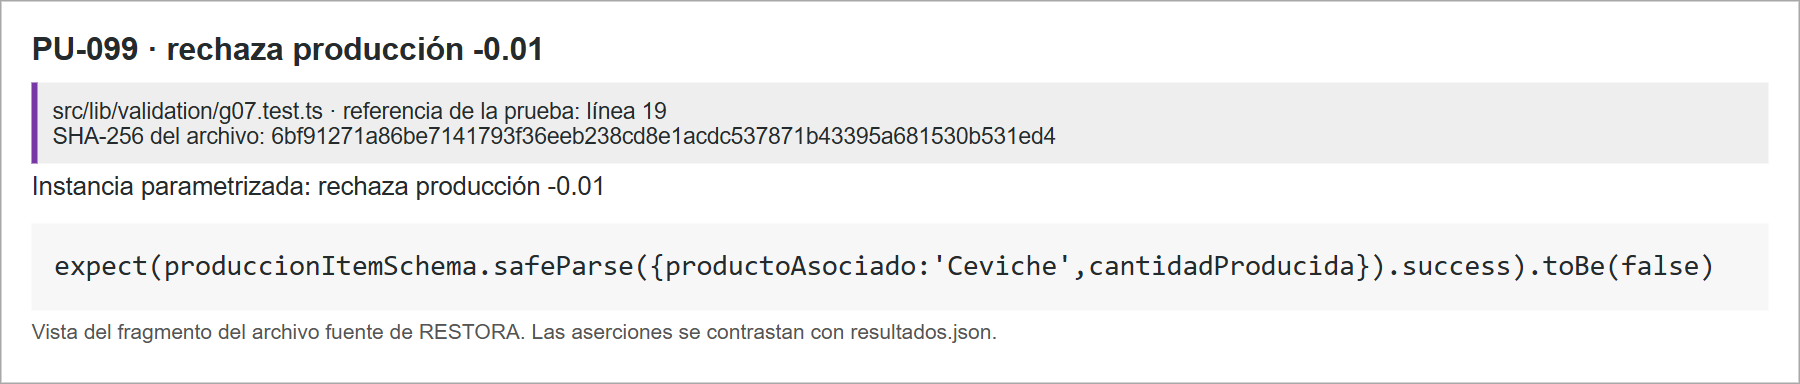 PU-099 · rechaza producción -0.01
src/lib/validation/g07.test.ts · referencia de la prueba: línea 19
SHA-256 del archivo: 6bf91271a86be7141793f36eeb238cd8e1acdc537871b43395a681530b531ed4
Instancia parametrizada: rechaza producción -0.01
expect(produccionItemSchema.safeParse({productoAsociado:'Ceviche',cantidadProducida}).success).toBe(false)
Vista del fragmento del archivo fuente de RESTORA. Las aserciones se contrastan con resultados.json.